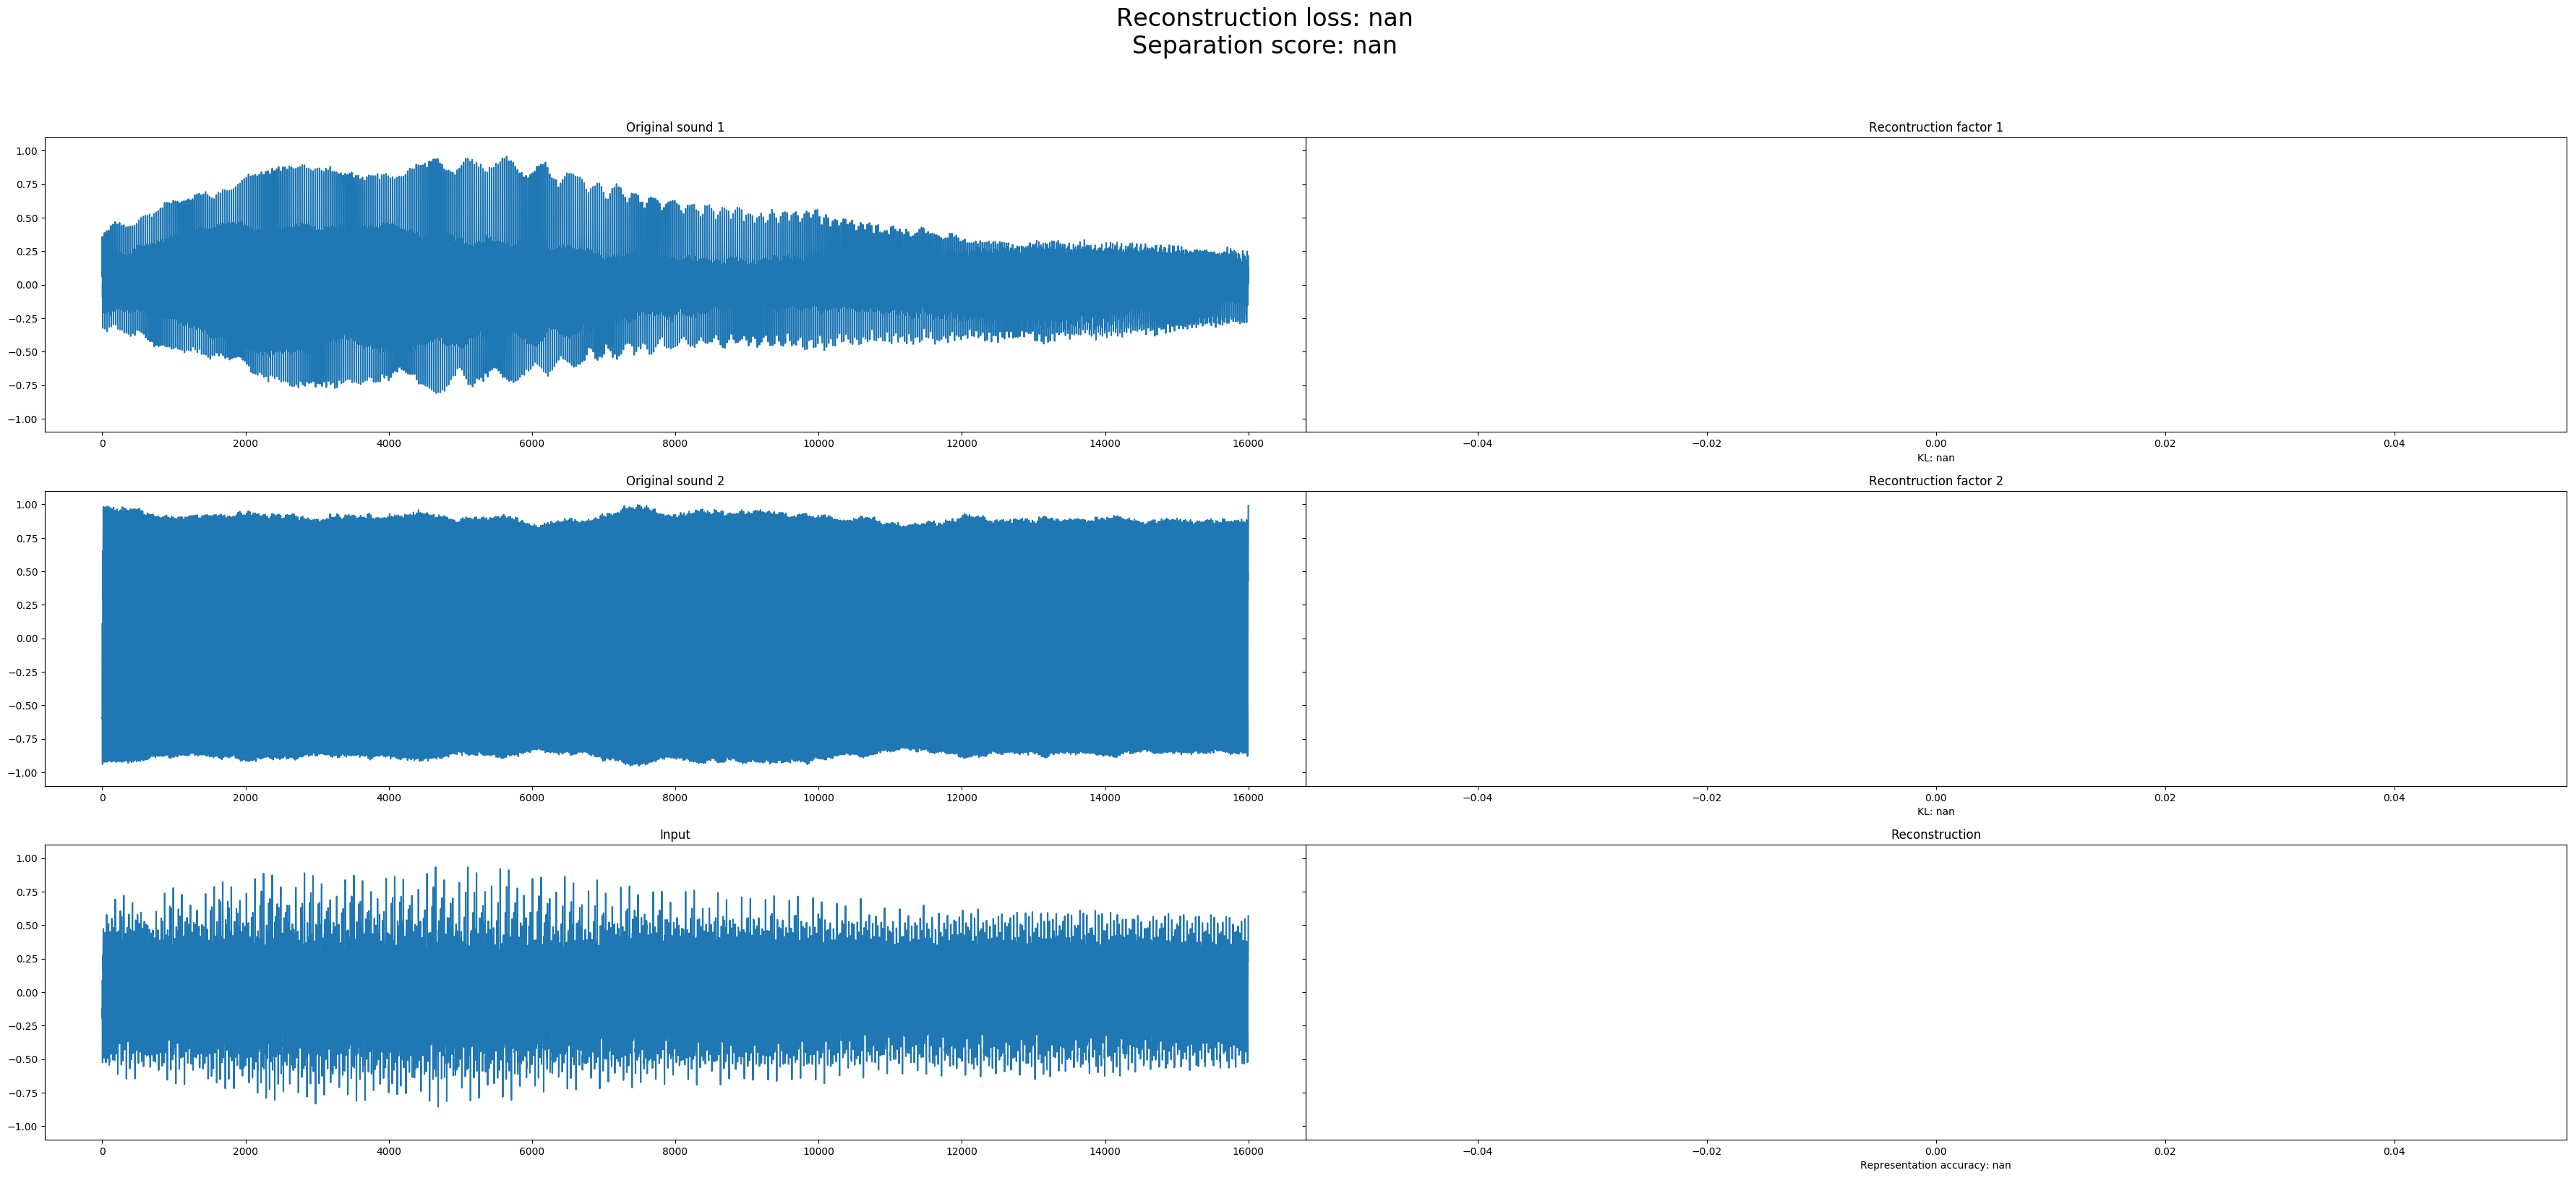 Reconstruction loss: nan
Separation score: nan
Original sound 1
Recontruction factor 1
1.00
0.75
0.50
0.25
0.00
−0.25
−0.50
−0.75
−1.00
0 2000 4000 6000 8000 10000 12000 14000 16000
−0.04 −0.02 0.00 0.02 0.04
KL: nan
Original sound 2
Recontruction factor 2
1.00
0.75
0.50
0.25
0.00
−0.25
−0.50
−0.75
−1.00
0 2000 4000 6000 8000 10000 12000 14000 16000
−0.04 −0.02 0.00 0.02 0.04
KL: nan
Input
Reconstruction
1.00
0.75
0.50
0.25
0.00
−0.25
−0.50
−0.75
−1.00
0 2000 4000 6000 8000 10000 12000 14000 16000
−0.04 −0.02 0.00 0.02 0.04
Representation accuracy: nan